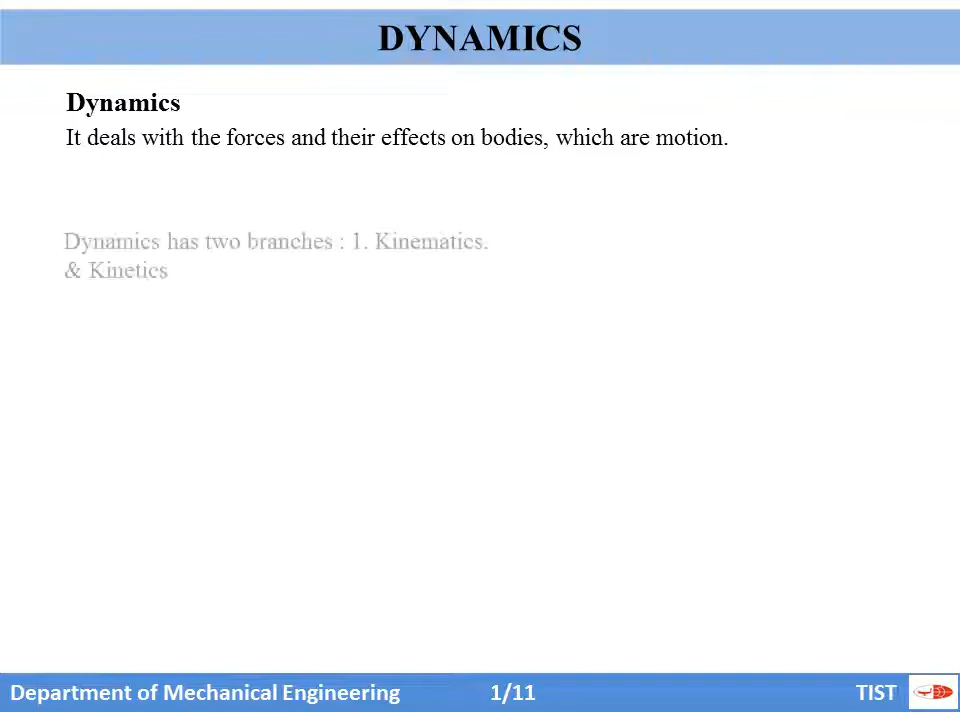 DYNAMICS
Dynamics
It deals with the forces and their effects on bodies, which are motion.
Dynamics has two branches : 1. Kinematics.
& Kinetics
Department of Mechanical Engineering 1/11 TIST